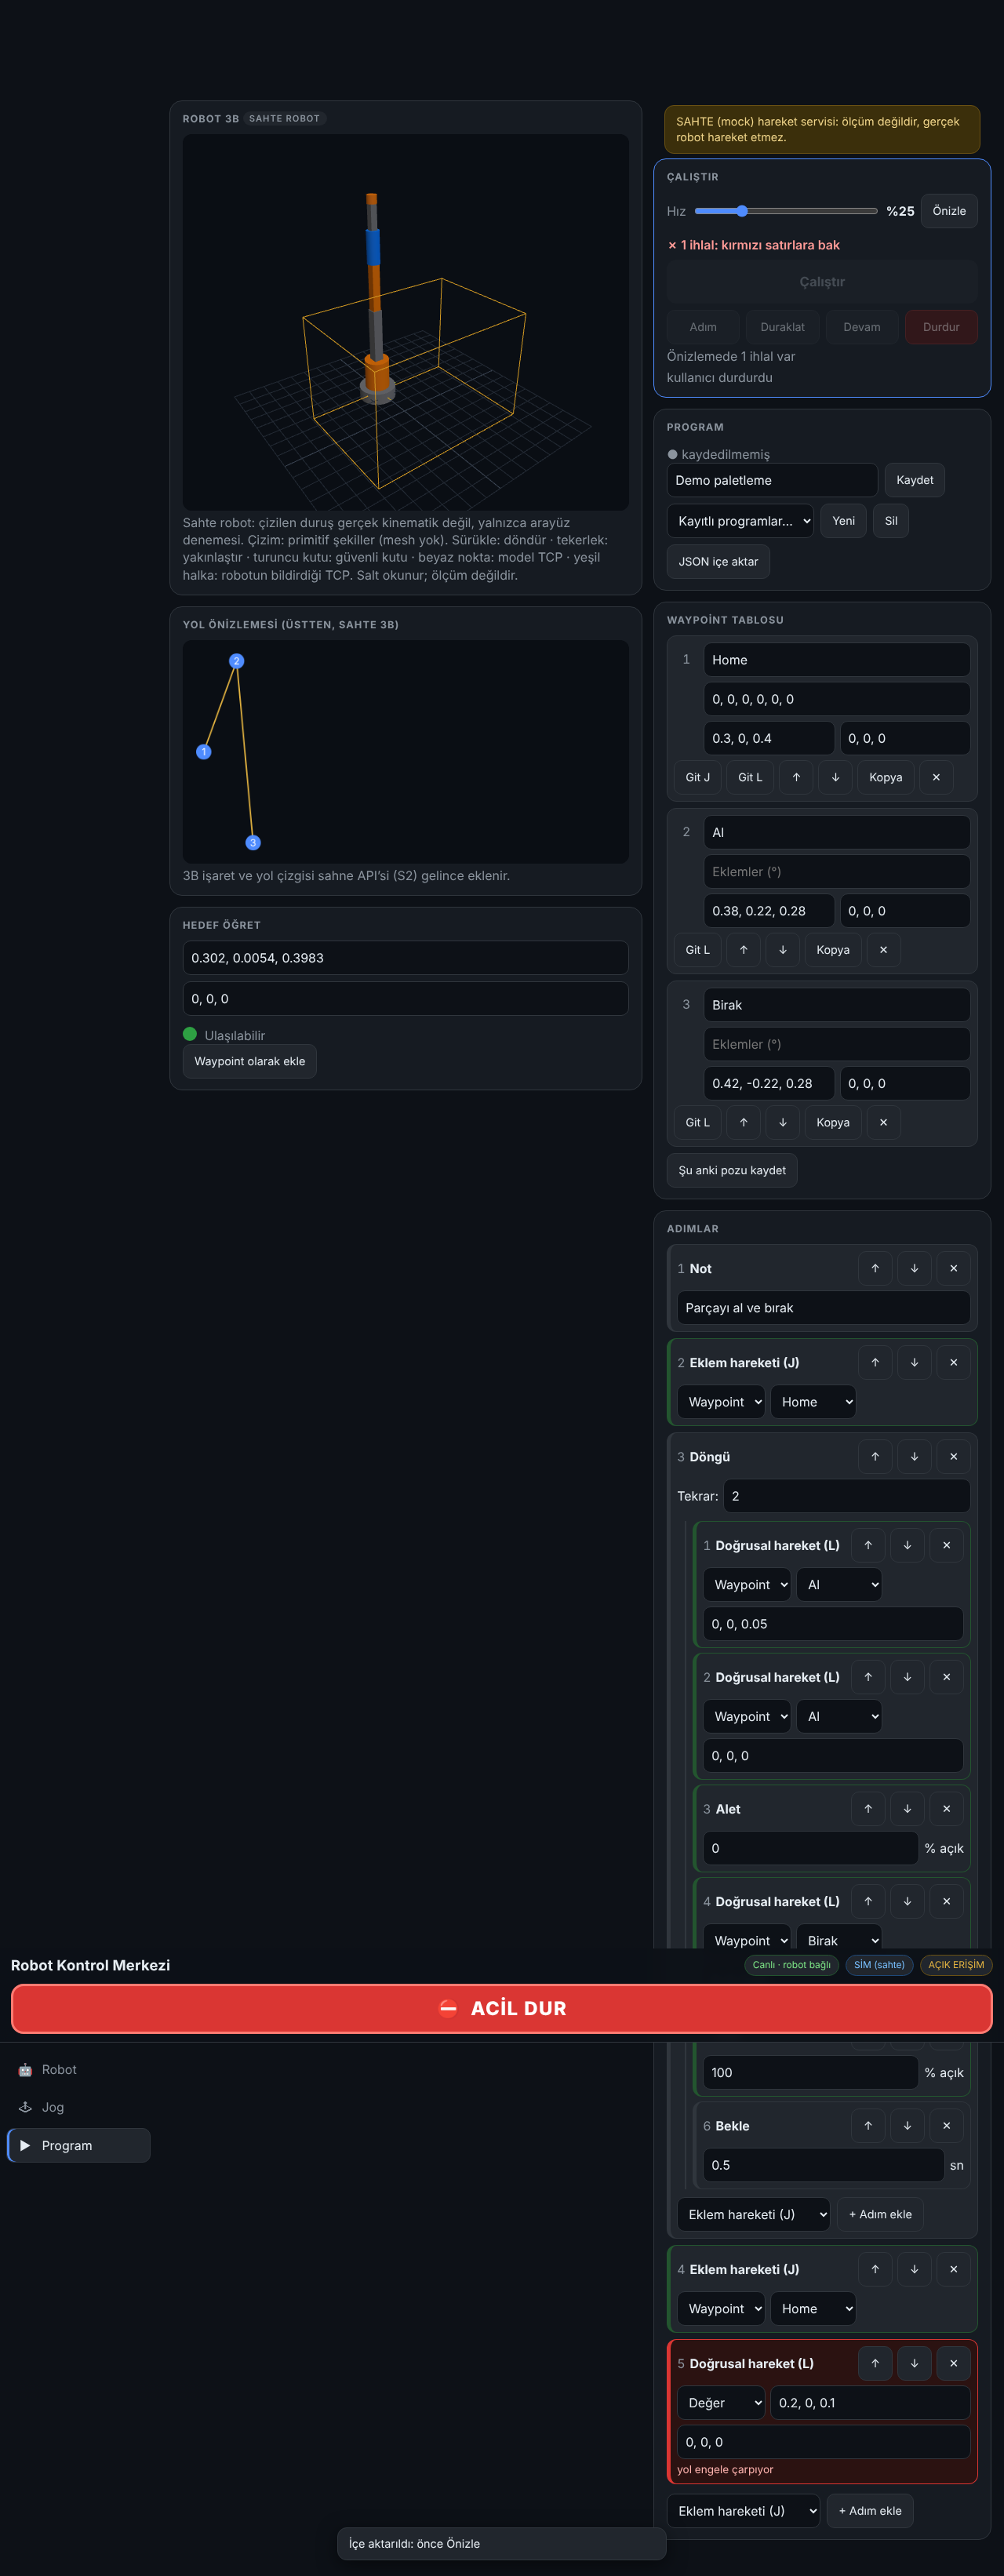 ROBOT 3B SAHTE ROBOT
Sahte robot: çizilen duruş gerçek kinematik değil, yalnızca arayüz
denemesi. Çizim: primitif şekiller (mesh yok). Sürükle: döndür · tekerlek:
yakınlaştır · turuncu kutu: güvenli kutu · beyaz nokta: model TCP · yeşil
halka: robotun bildirdiği TCP. Salt okunur; ölçüm değildir.
YOL ÖNİZLEMESİ (ÜSTTEN, SAHTE 3B)
2
1
3
3B işaret ve yol çizgisi sahne API’si (S2) gelince eklenir.
HEDEF ÖĞRET
0.302, 0.0054, 0.3983
0, 0, 0
Ulaşılabilir
Waypoint olarak ekle
SAHTE (mock) hareket servisi: ölçüm değildir, gerçek
robot hareket etmez.
ÇALIŞTIR
Hız %25 Önizle
× 1 ihlal: kırmızı satırlara bak
Çalıştır
Adım Duraklat Devam Durdur
Önizlemede 1 ihlal var
kullanıcı durdurdu
PROGRAM
● kaydedilmemiş
Demo paletleme Kaydet
Kayıtlı programlar... Yeni Sil
JSON içe aktar
WAYPOİNT TABLOSU
1 Home
0, 0, 0, 0, 0, 0
0.3, 0, 0.4 0, 0, 0
Git J Git L ↑ ↓ Kopya ×
2 Al
Eklemler (°)
0.38, 0.22, 0.28 0, 0, 0
Git L ↑ ↓ Kopya ×
3 Birak
Eklemler (°)
0.42, -0.22, 0.28 0, 0, 0
Git L ↑ ↓ Kopya ×
Şu anki pozu kaydet
ADIMLAR
1 Not ↑ ↓ ×
Parçayı al ve bırak
2 Eklem hareketi (J) ↑ ↓ ×
Waypoint Home
3 Döngü ↑ ↓ ×
Tekrar: 2
1 Doğrusal hareket (L) ↑ ↓ ×
Waypoint Al
0, 0, 0.05
2 Doğrusal hareket (L) ↑ ↓ ×
Waypoint Al
0, 0, 0
3 Alet ↑ ↓ ×
0 % açık
4 Doğrusal hareket (L) ↑ ↓ ×
Waypoint Birak
Robot Kontrol Merkezi Canlı · robot bağlı SİM (sahte) AÇIK ERİŞİM
⛔ ACİL DUR
Robot
Jog
Program
100 % açık
6 Bekle ↑ ↓ ×
0.5 sn
Eklem hareketi (J) + Adım ekle
4 Eklem hareketi (J) ↑ ↓ ×
Waypoint Home
5 Doğrusal hareket (L) ↑ ↓ ×
Değer 0.2, 0, 0.1
0, 0, 0
yol engele çarpıyor
Eklem hareketi (J) + Adım ekle
İçe aktarıldı: önce Önizle